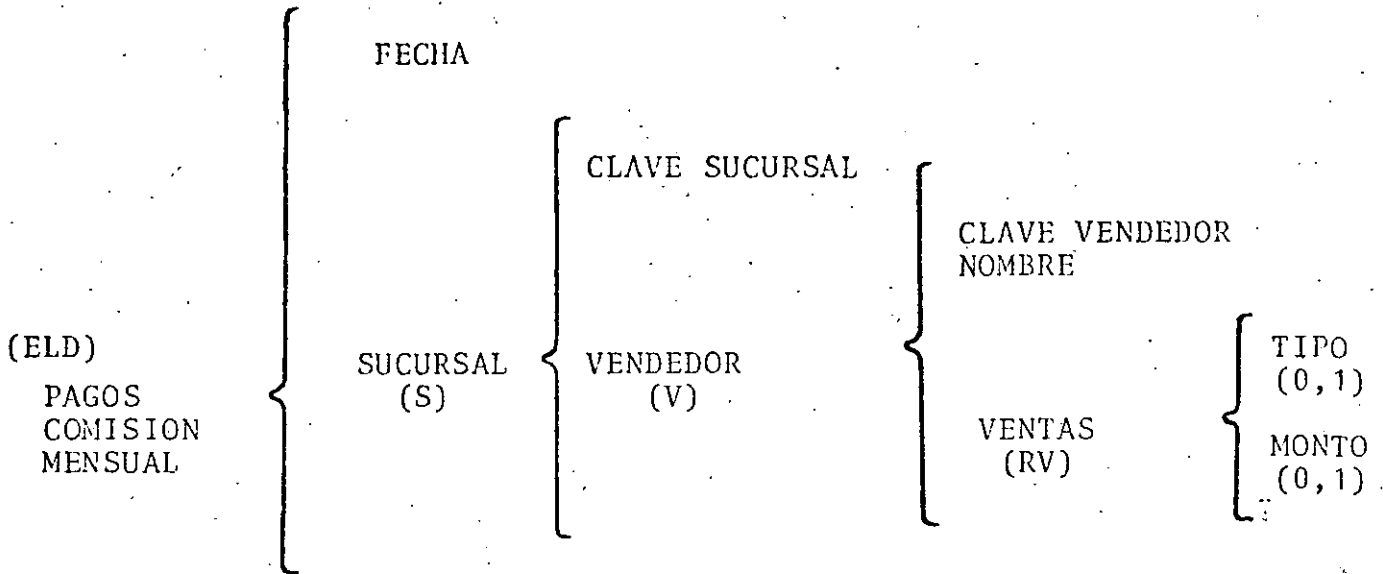 FECHA
CLAVE SUCURSAL
CLAVE VENDEDOR
NOMBRE
(ELD)
PAGOS
COMISION
MENSUAL
SUCURSAL
(S)
VENDEDOR
(V)
VENTAS
(RV)
TIPO
(0,1)
MONTO
(0,1)